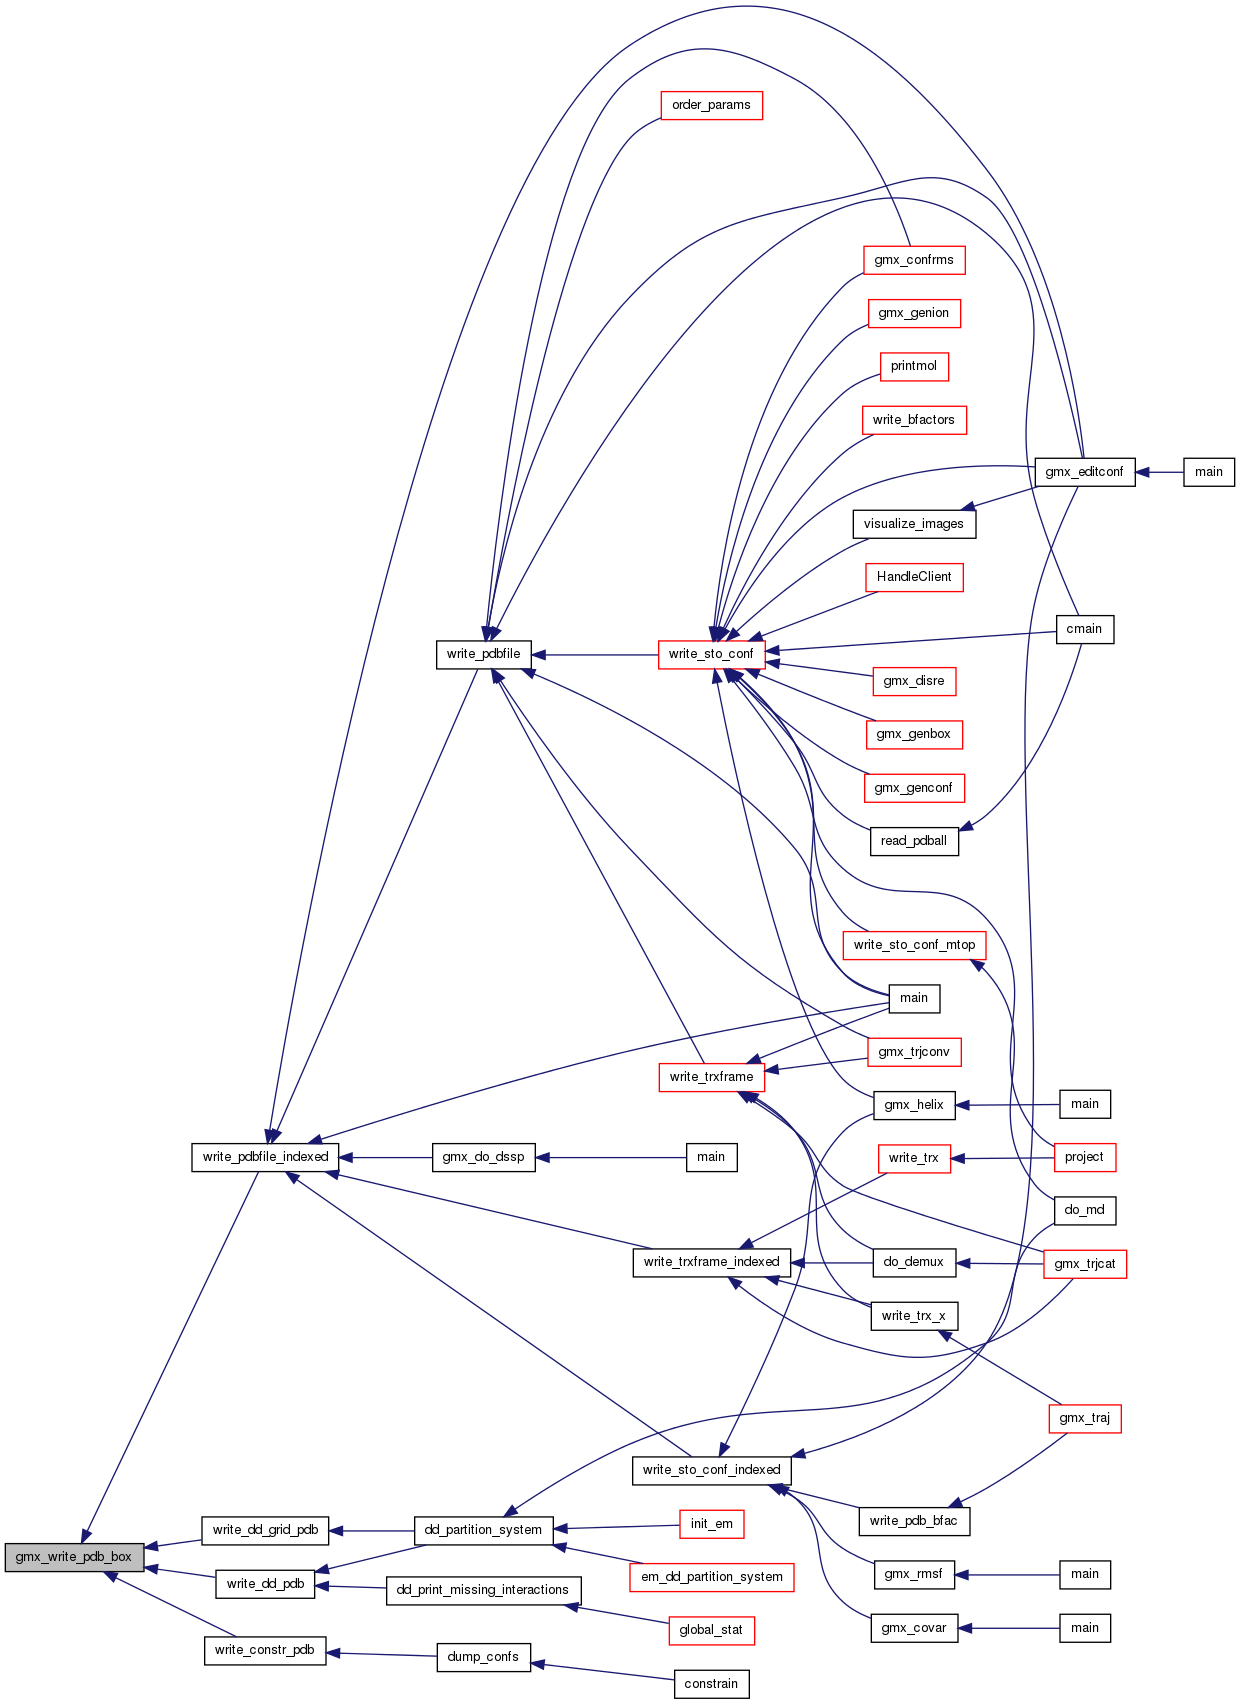 order_params
gmx_confrms
gmx_genion
printmol
write_bfactors
gmx_editconf
main
visualize_images
HandleClient
cmain
write_pdbfile
write_sto_conf
gmx_disre
gmx_genbox
gmx_genconf
read_pdball
write_sto_conf_mtop
main
gmx_trjconv
write_trxframe
gmx_helix
main
write_pdbfile_indexed
gmx_do_dssp
main
write_trx
project
do_md
write_trxframe_indexed
do_demux
gmx_trjcat
write_trx_x
gmx_traj
write_sto_conf_indexed
write_pdb_bfac
write_dd_grid_pdb
dd_partition_system
init_em
gmx_write_pdb_box
write_dd_pdb
dd_print_missing_interactions
em_dd_partition_system
gmx_rmsf
main
global_stat
gmx_covar
main
write_constr_pdb
dump_confs
constrain